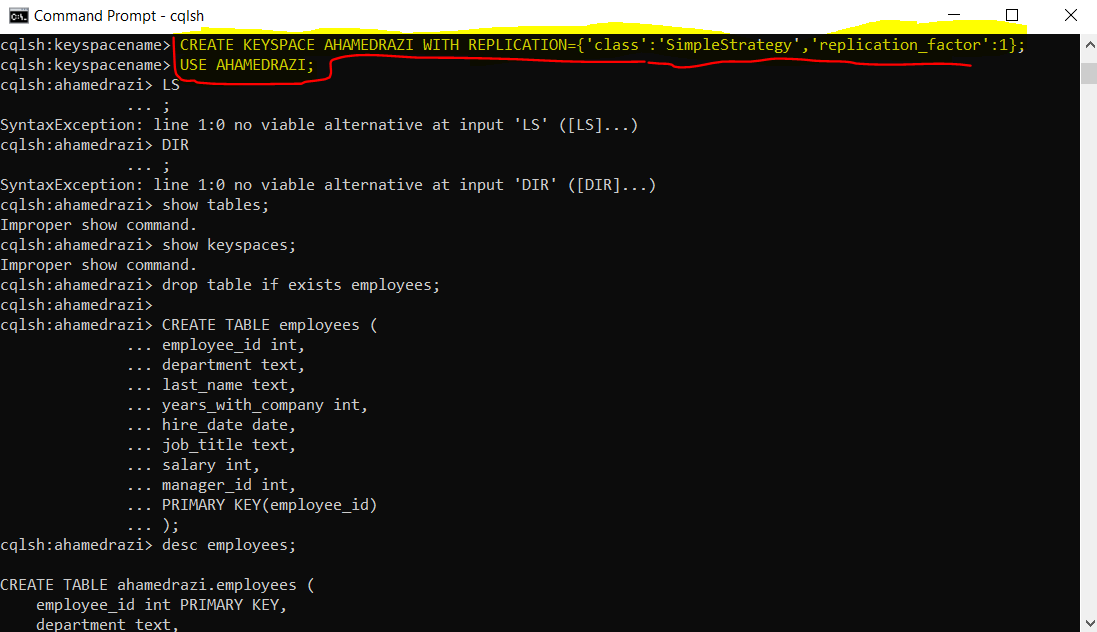 Command Prompt - cqlsh
cqlsh:keyspacename> CREATE KEYSPACE AHAMEDRAZI WITH REPLICATION={'class':'SimpleStrategy','replication_factor':1};
cqlsh:keyspacename> USE AHAMEDRAZI;
cqlsh:ahamedrazi> LS
... ;
SyntaxException: line 1:0 no viable alternative at input 'LS' ([LS]...)
cqlsh:ahamedrazi> DIR
... ;
SyntaxException: line 1:0 no viable alternative at input 'DIR' ([DIR]...)
cqlsh:ahamedrazi> show tables;
Improper show command.
cqlsh:ahamedrazi> show keyspaces;
Improper show command.
cqlsh:ahamedrazi> drop table if exists employees;
cqlsh:ahamedrazi>
cqlsh:ahamedrazi> CREATE TABLE employees (
... employee_id int,
... department text,
... last_name text,
... years_with_company int,
... hire_date date,
... job_title text,
... salary int,
... manager_id int,
... PRIMARY KEY(employee_id)
... );
cqlsh:ahamedrazi> desc employees;
CREATE TABLE ahamedrazi.employees (
employee_id int PRIMARY KEY,
department text,